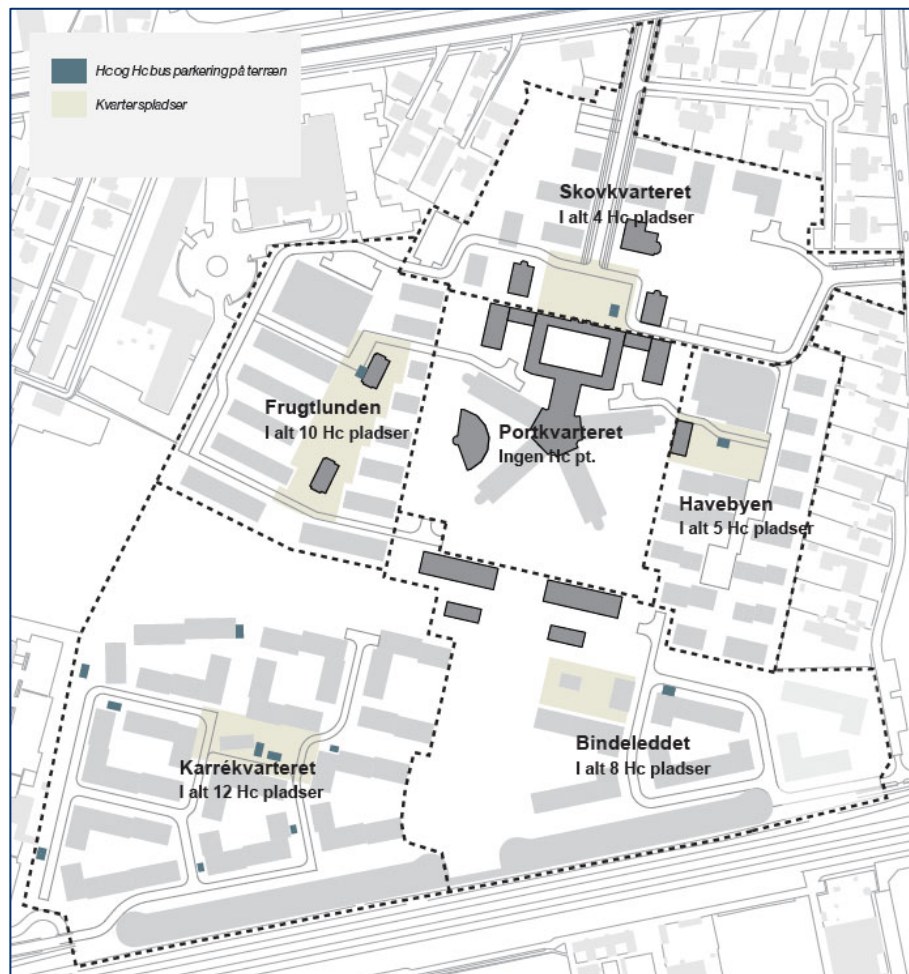 Hc og Hc bus parkering på terræn
Kvarterspladser
Skovkvarteret
I alt 4 Hc pladser
Frugtlunden
I alt 10 Hc pladser
Portkvarteret
Ingen Hc pt.
Havebyen
I alt 5 Hc pladser
Bindeleddet
I alt 8 Hc pladser
Karrékvarteret
I alt 12 Hc pladser